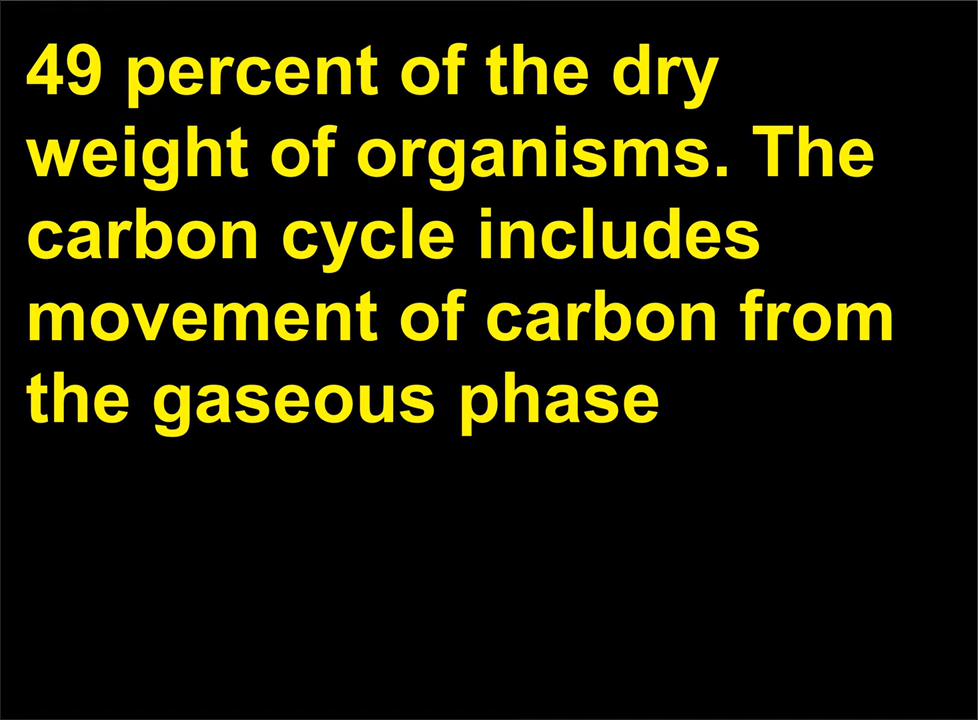 49 percent of the dry
weight of organisms. The
carbon cycle includes
movement of carbon from
the gaseous phase